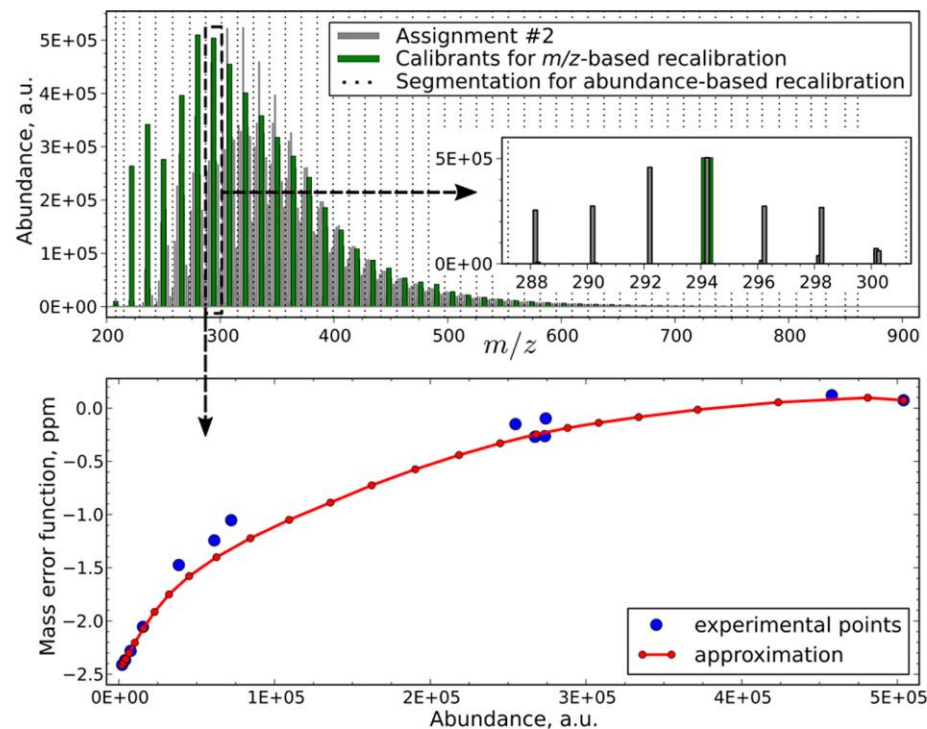 5E+05
4E+05
3E+05
2E+05
1E+05
0E+00
Abundance, a.u.
Assignment #2
Calibrants for m/z-based recalibration
Segmentation for abundance-based recalibration
5E+05
0E+00
288 290 292 294 296 298 300
200 300 400 500 600 700 800 900
m/z
0.0
−0.5
−1.0
−1.5
−2.0
−2.5
Mass error function, ppm
experimental points
approximation
0E+00 1E+05 2E+05 3E+05 4E+05 5E+05
Abundance, a.u.